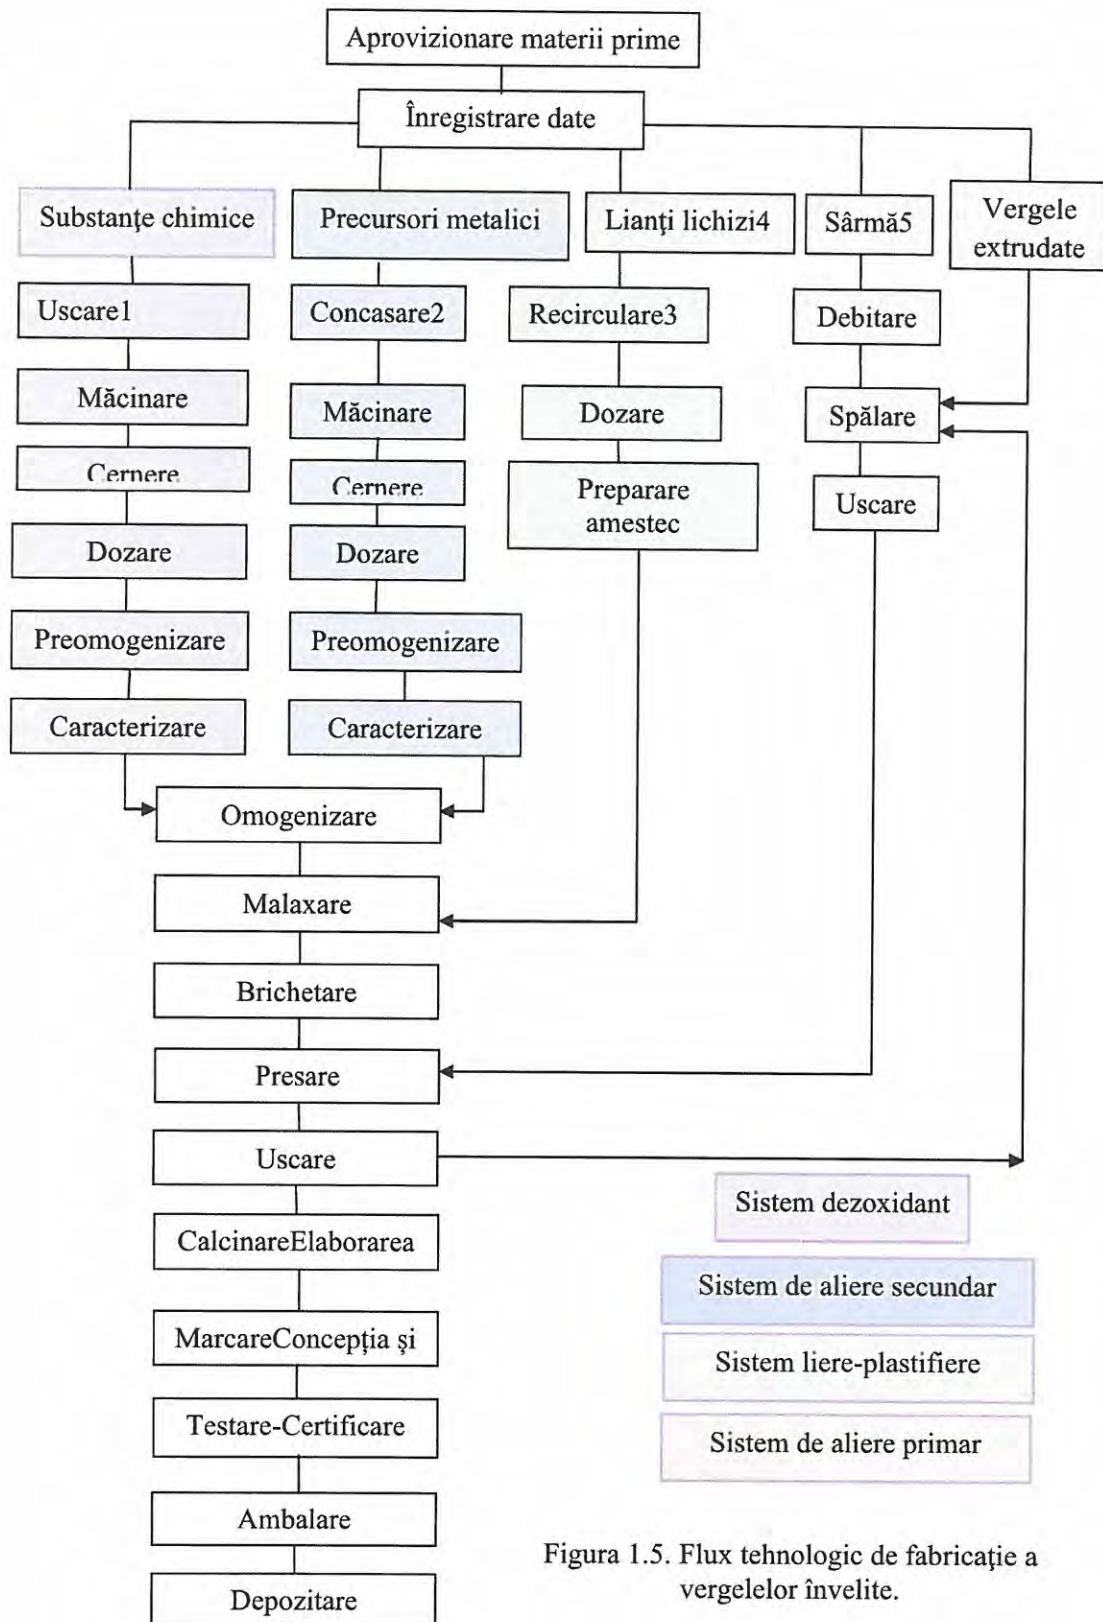 Aprovizionare materii prime
Înregistrare date
Substanţe chimice
Uscare1
Măcinare
Cernere
Dozare
Preomogenizare
Caracterizare
Precursori metalici
Concasare2
Măcinare
Cernere
Dozare
Preomogenizare
Caracterizare
Lianţi lichizi4
Recirculare3
Dozare
Preparare
amestec
Sârmă5
Debitare
Spălare
Uscare
Vergele
extrudate
Omogenizare
Malaxare
Brichetare
Presare
Uscare
CalcinareElaborarea
MarcareConcepția și
Testare-Certificare
Ambalare
Depozitare
Sistem dezoxidant
Sistem de aliere secundar
Sistem liere-plastifiere
Sistem de aliere primar
Figura 1.5. Flux tehnologic de fabricaţie a
vergelelor învelite.